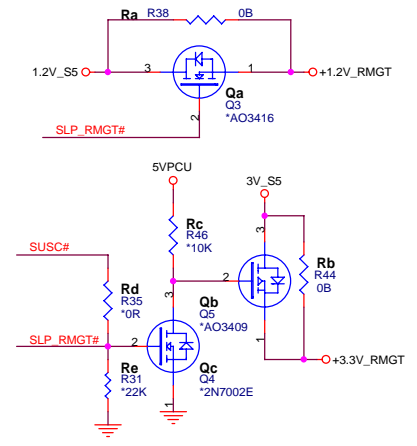 Ra R38 0B
1.2V_S5 3 1 +1.2V_RMGT
Qa
Q3
*AO3416
2
SLP_RMGT#
5VPCU 3V_S5
Rc
R46
*10K
3
SUSC#
Rb
R44
0B
2
Rd
R35
*0R
3 Qb
Q5
*AO3409
1
SLP_RMGT# 2
+3.3V_RMGT
Re
R31
*22K
Qc
Q4
*2N7002E
1